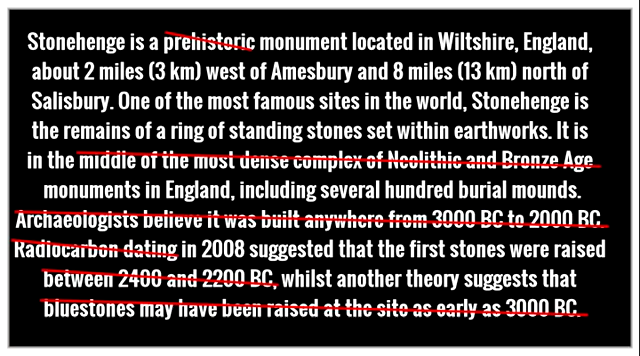 Stonehenge is a prehistoric monument located in Wiltshire, England,
about 2 miles (3 km) west of Amesbury and 8 miles (13 km) north of
Salisbury. One of the most famous sites in the world, Stonehenge is
the remains of a ring of standing stones set within earthworks. It is
in the middle of the most dense complex of Neolithic and Bronze Age
monuments in England, including several hundred burial mounds.
Archaeologists believe it was built anywhere from 3000 BC to 2000 BC.
Radiocarbon dating in 2008 suggested that the first stones were raised
between 2400 and 2200 BC, whilst another theory suggests that
bluestones may have been raised at the site as early as 3000 BC.